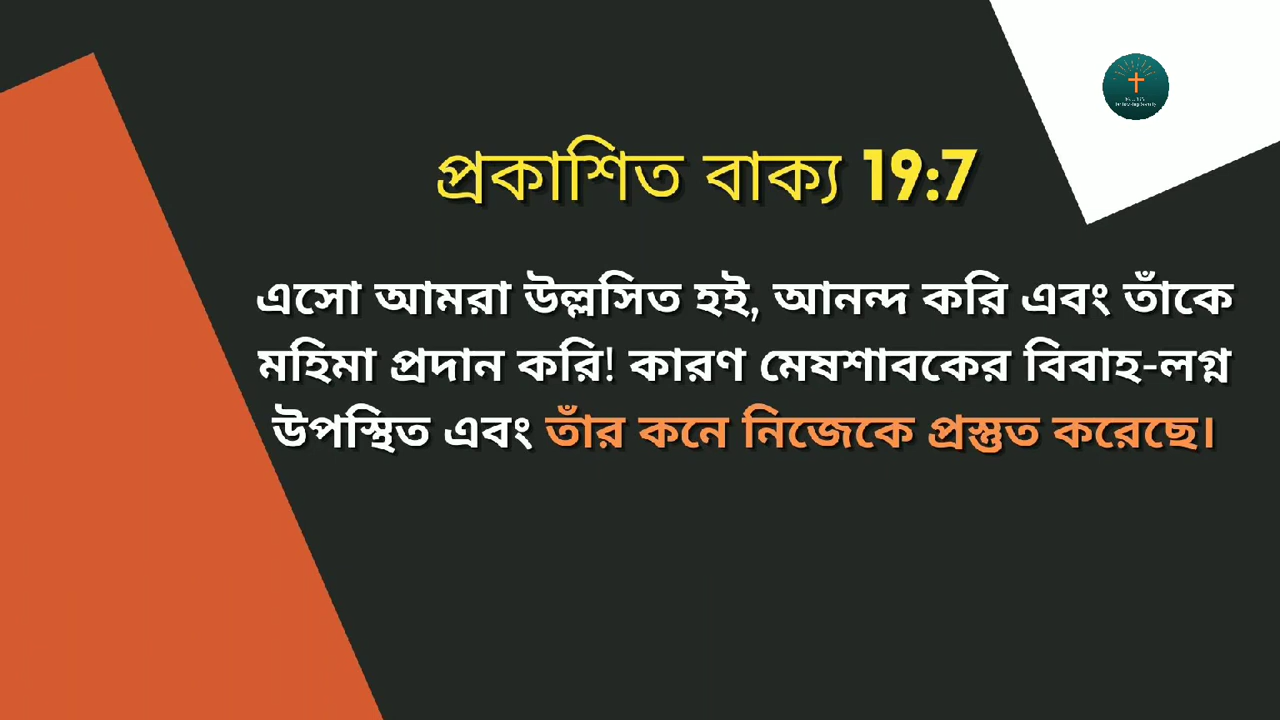 প্রকাশিত বাক্য 19:7
এসো আমরা উল্লসিত হই, আনন্দ করি এবং তাঁকে
মহিমা প্রদান করি! কারণ মেষশাবকের বিবাহ-লগ্ন
উপস্থিত এবং তাঁর কনে নিজেকে প্রস্তুত করেছে।